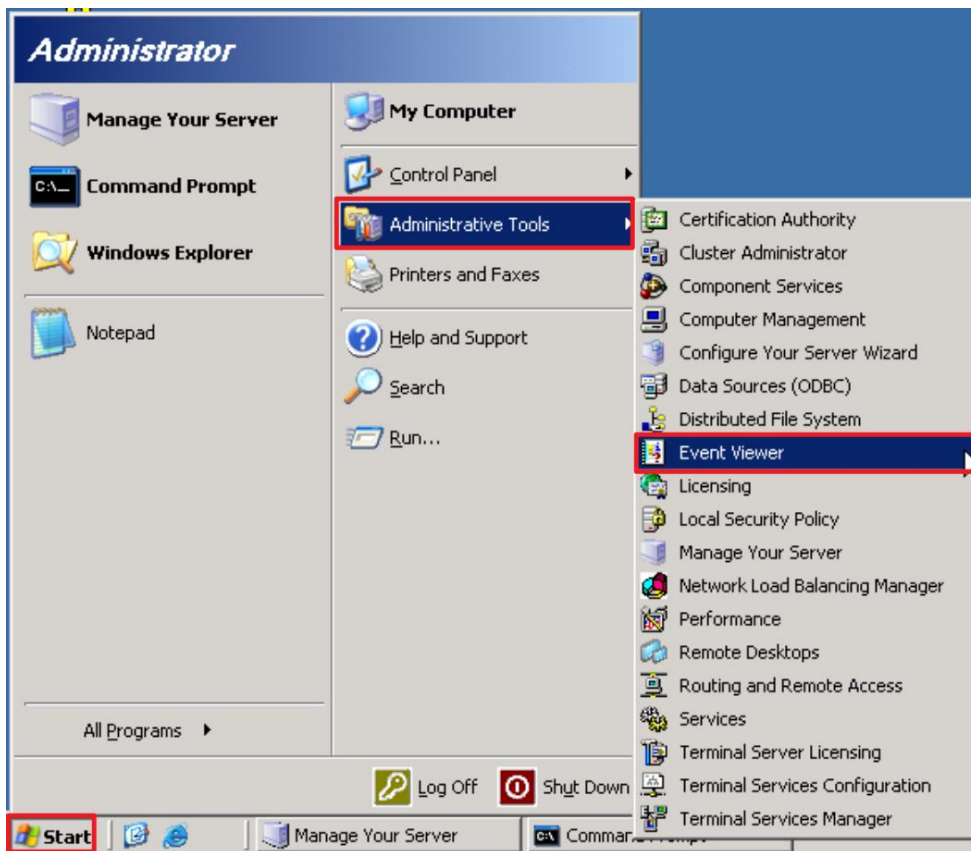 Administrator
Manage Your Server
Command Prompt
Windows Explorer
Notepad
All Programs
My Computer
Control Panel
Administrative Tools
Printers and Faxes
Help and Support
Search
Run...
Certification Authority
Cluster Administrator
Component Services
Computer Management
Configure Your Server Wizard
Data Sources (ODBC)
Distributed File System
Event Viewer
Licensing
Local Security Policy
Manage Your Server
Network Load Balancing Manager
Performance
Remote Desktops
Routing and Remote Access
Services
Terminal Server Licensing
Terminal Services Configuration
Terminal Services Manager
Log Off
Shut Down
Start
Manage Your Server